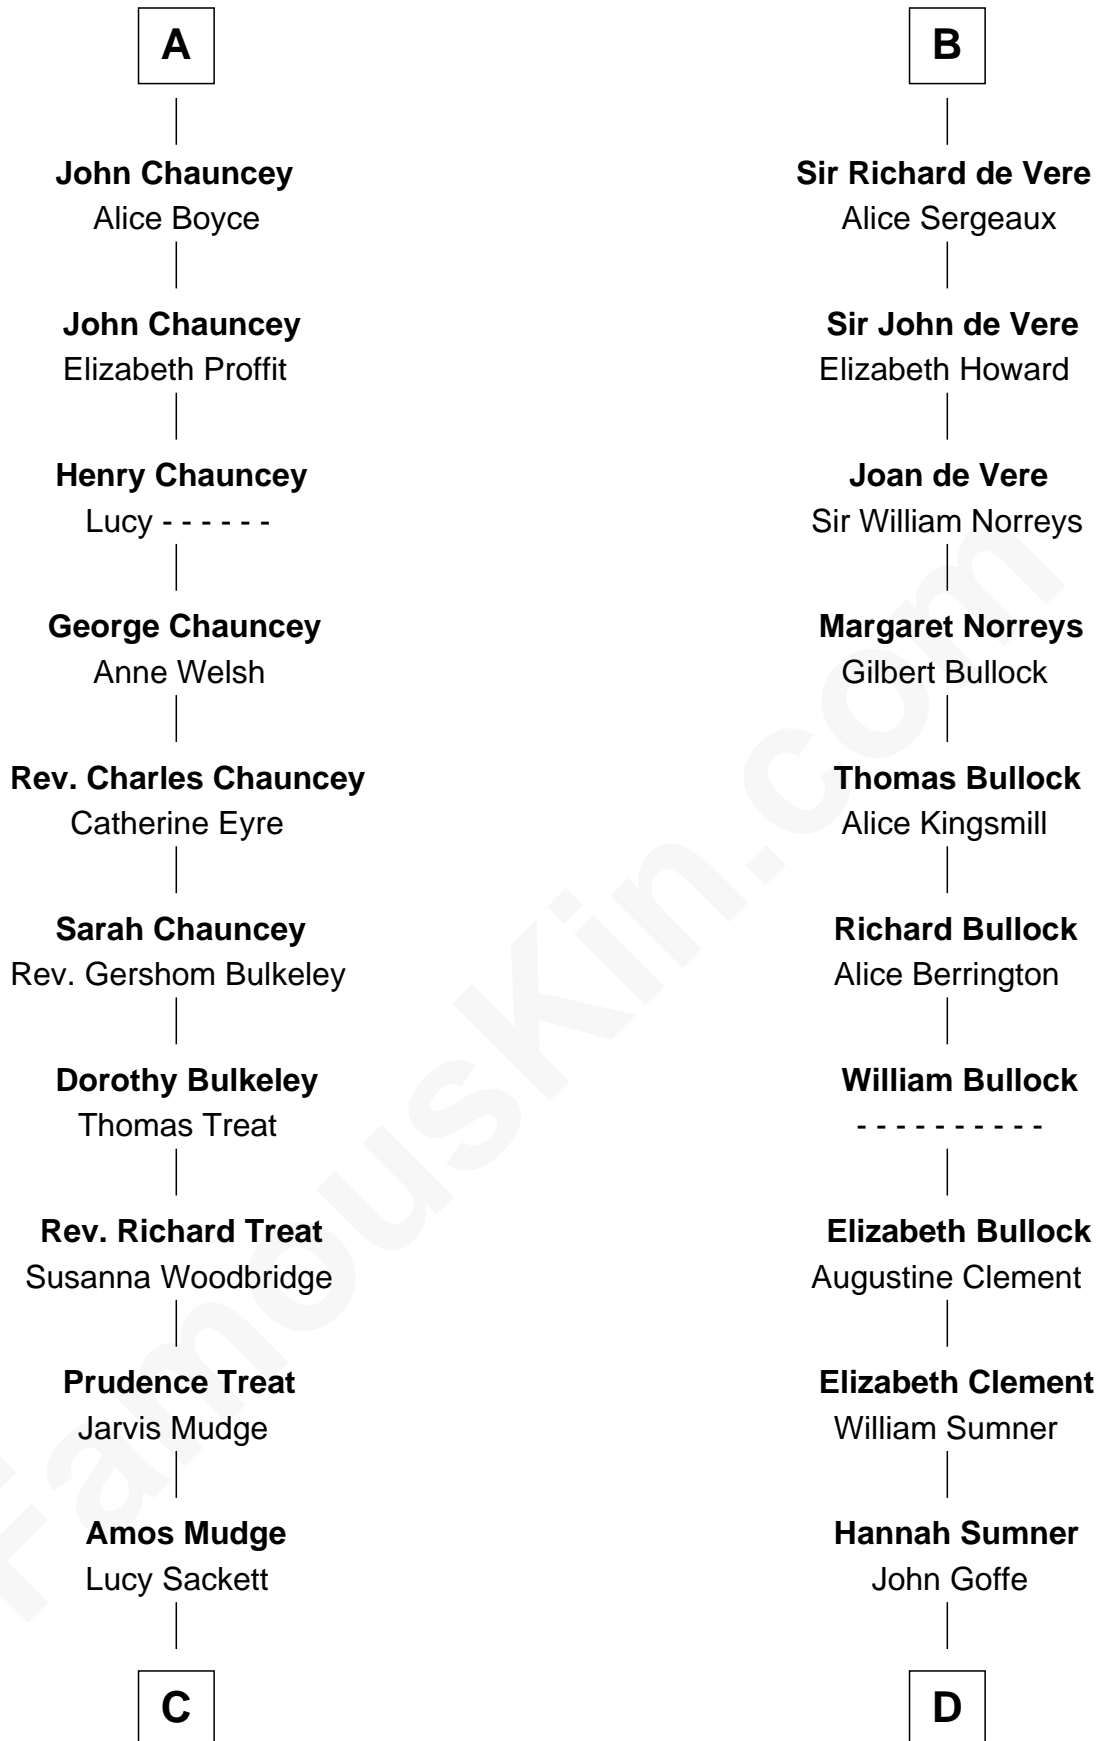 A
John Chauncey
Alice Boyce
John Chauncey
Elizabeth Proffit
Henry Chauncey
Lucy - - - - - -
George Chauncey
Anne Welsh
Rev. Charles Chauncey
Catherine Eyre
Sarah Chauncey
Rev. Gershom Bulkeley
Dorothy Bulkeley
Thomas Treat
Rev. Richard Treat
Susanna Woodbridge
Prudence Treat
Jarvis Mudge
Amos Mudge
Lucy Sackett
C
B
Sir Richard de Vere
Alice Sergeaux
Sir John de Vere
Elizabeth Howard
Joan de Vere
Sir William Norreys
Margaret Norreys
Gilbert Bullock
Thomas Bullock
Alice Kingsmill
Richard Bullock
Alice Berrington
William Bullock
- - - - - - - - - -
Elizabeth Bullock
Augustine Clement
Elizabeth Clement
William Sumner
Hannah Sumner
John Goffe
D
FamousKin.com